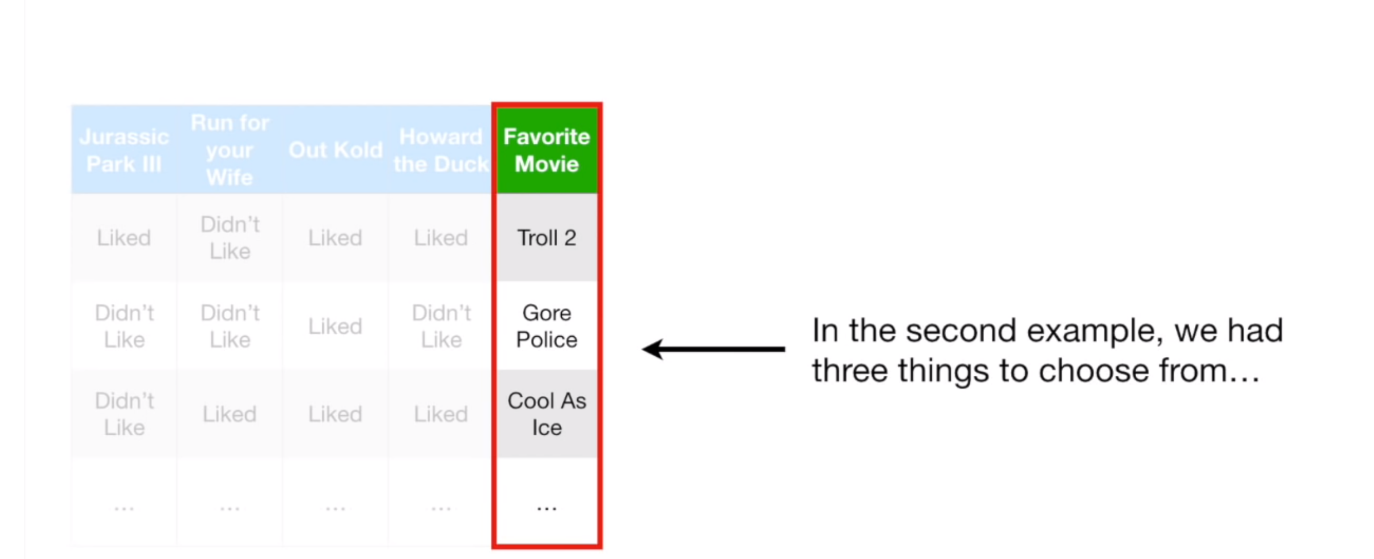 Jurassic Park III
Run for your Wife
Out Kold
Howard the Duck
Favorite Movie
Liked
Didn't Like
Liked
Liked
Troll 2
Didn't Like
Didn't Like
Liked
Didn't Like
Gore Police
Didn't Like
Liked
Liked
Liked
Cool As Ice
...
...
...
...
...
In the second example, we had
three things to choose from...